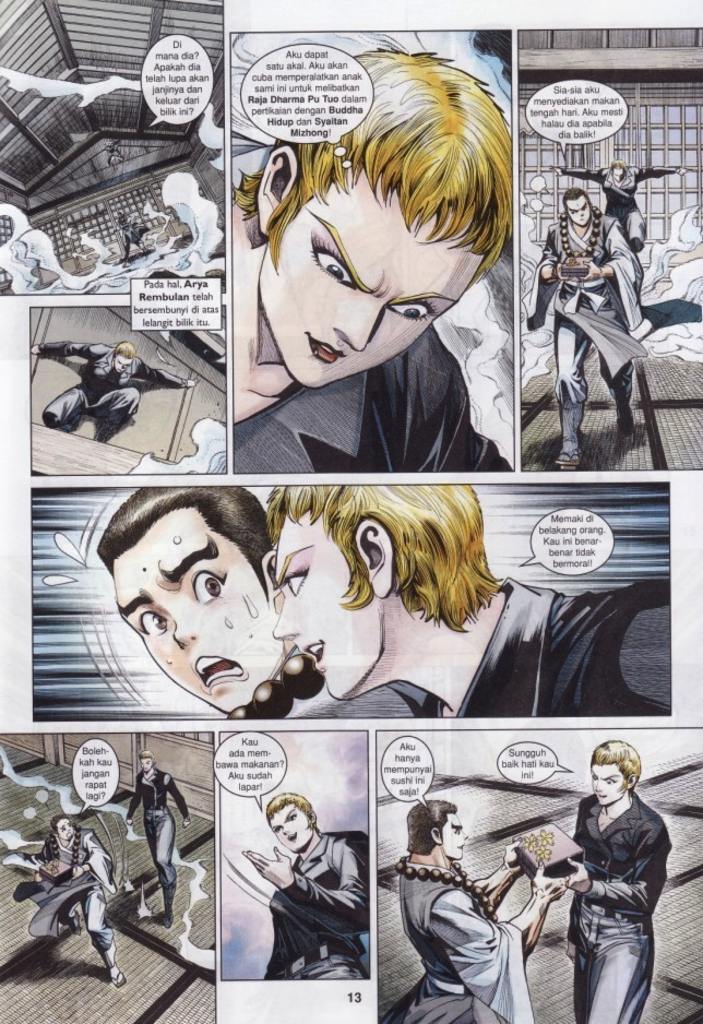 Di
mana dia?
Apakah dia
telah lupa akan
janjinya dan
keluar dari
bilik ini?
Pada hal, Arya
Rembulan telah
bersembunyi di atas
lelangit bilik itu.
Aku dapat
satu akal. Aku akan
cuba memperalatkan anak
sami ini untuk melibatkan
Raja Dharma Pu Tuo dalam
pertikaian dengan Buddha
Hidup dan Syaitan
Mizhong!
Sia-sia aku
menyediakan makan
tengah hari. Aku mesti
halau dia apabila
dia balik!
Memaki di
belakang orang.
Kau ini benar-
benar tidak
bermoral!
Boleh-
kah kau
jangan
rapat
lagi?
Kau
ada mem-
bawa makanan?
Aku sudah
lapar!
Aku
hanya
mempunyai
sushi ini
saja!
Sungguh
baik hati kau
ini!
13